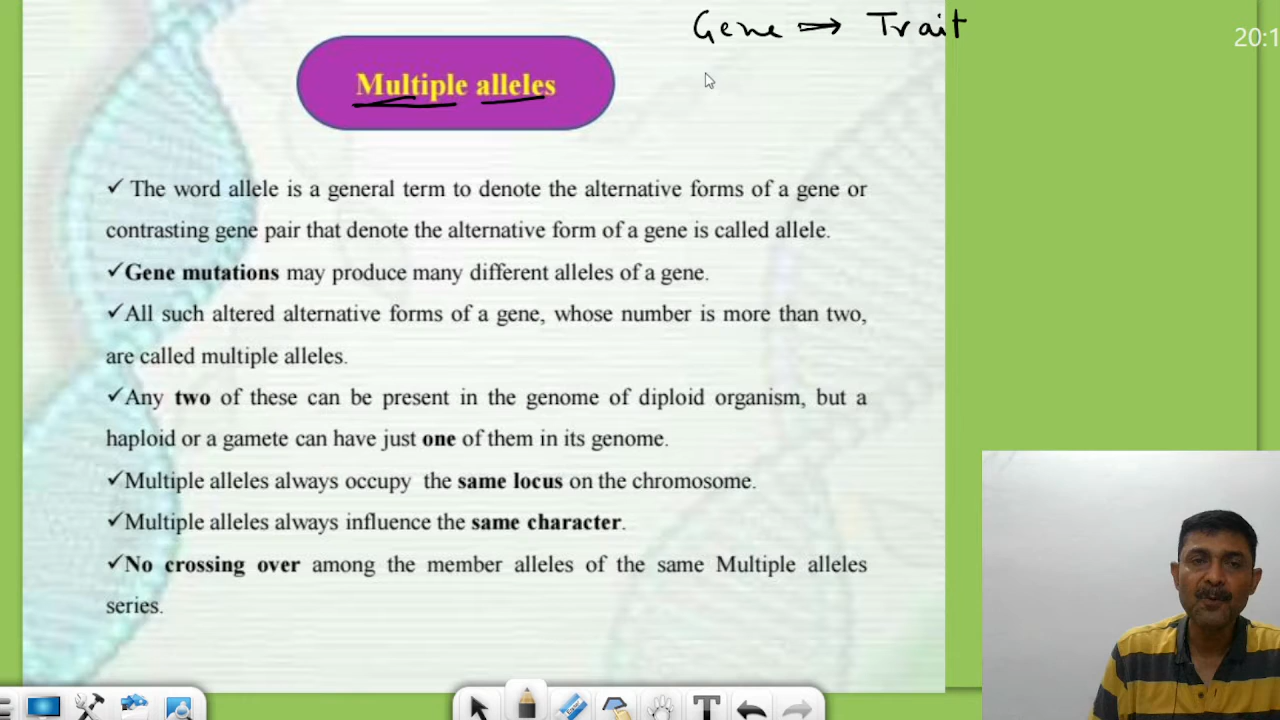 Gene → Trait
20:1
Multiple alleles
✓ The word allele is a general term to denote the alternative forms of a gene or
contrasting gene pair that denote the alternative form of a gene is called allele.
✓Gene mutations may produce many different alleles of a gene.
✓All such altered alternative forms of a gene, whose number is more than two,
are called multiple alleles.
✓Any two of these can be present in the genome of diploid organism, but a
haploid or a gamete can have just one of them in its genome.
✓Multiple alleles always occupy the same locus on the chromosome.
✓Multiple alleles always influence the same character.
✓No crossing over among the member alleles of the same Multiple alleles
series.
T